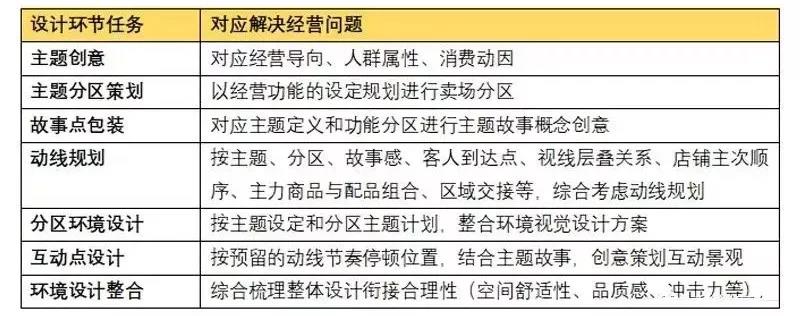 设计环节任务 对应解决经营问题
主题创意 对应经营导向、人群属性、消费动因
主题分区策划 以经营功能的设定规划进行卖场分区
故事点包装 对应主题定义和功能分区进行主题故事概念创意
动线规划 按主题、分区、故事感、客人到达点、视线层叠关系、店铺主次顺
序、主力商品与配品组合、区域交接等，综合考虑动线规划
分区环境设计 按主题设定和分区主题计划，整合环境视觉设计方案
互动点设计 按预留的动线节奏停顿位置，结合主题故事，创意策划互动景观
环境设计整合 综合梳理整体设计衔接合理性（空间舒适性、品质感、冲击力等）